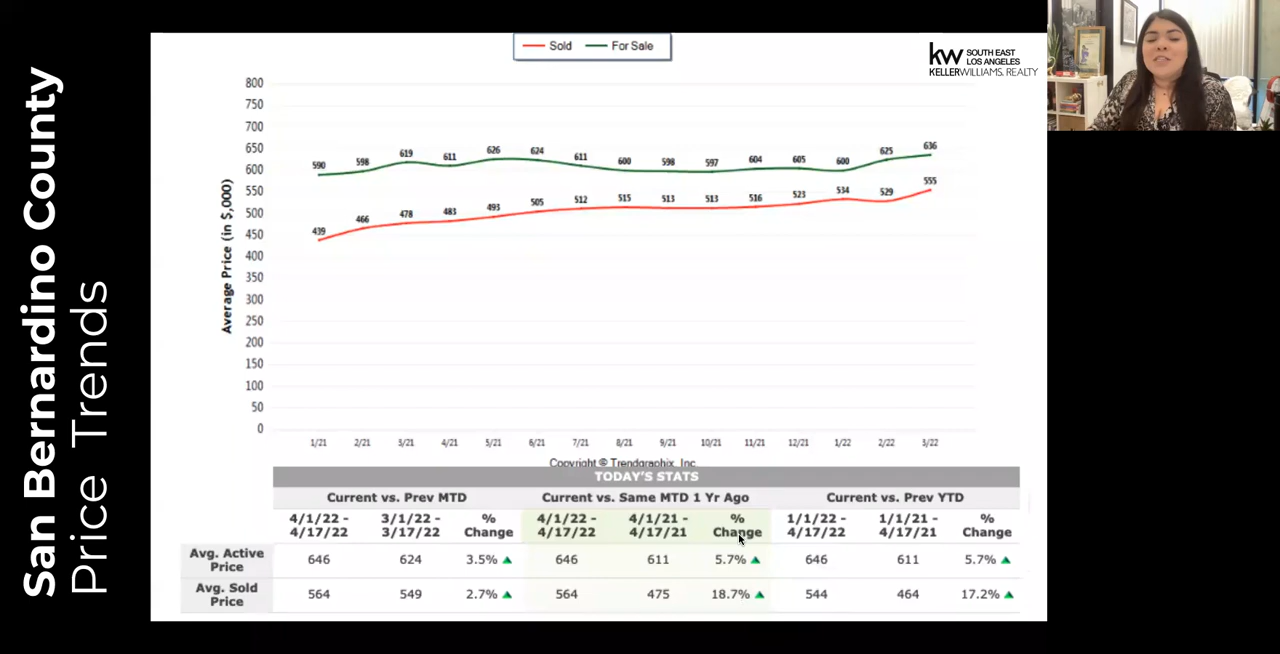 San Bernardino County
Price Trends
Sold For Sale
kw SOUTH EAST
LOS ANGELES
KELLERWILLIAMS. REALTY
Average Price (in $,000)
800
750
700
650
600
550
500
450
400
350
300
250
200
150
100
50
0
590 598 619 611 626 624 611 600 598 597 604 605 600 625 636
439 466 478 483 493 505 512 515 513 513 516 523 534 529 555
1/21 2/21 3/21 4/21 5/21 6/21 7/21 8/21 9/21 10/21 11/21 12/21 1/22 2/22 3/22
Copyright ® Trendgraphix, Inc
TODAY'S STATS
Current vs. Prev MTD Current vs. Same MTD 1 Yr Ago Current vs. Prev YTD
4/1/22 - 3/1/22 - % 4/1/22 - 4/1/21 - % 1/1/22 - 1/1/21 - %
4/17/22 3/17/22 Change 4/17/22 4/17/21 Change 4/17/22 4/17/21 Change
Avg. Active
Price 646 624 3.5% 646 611 5.7% 646 611 5.7%
Avg. Sold
Price 564 549 2.7% 564 475 18.7% 544 464 17.2%